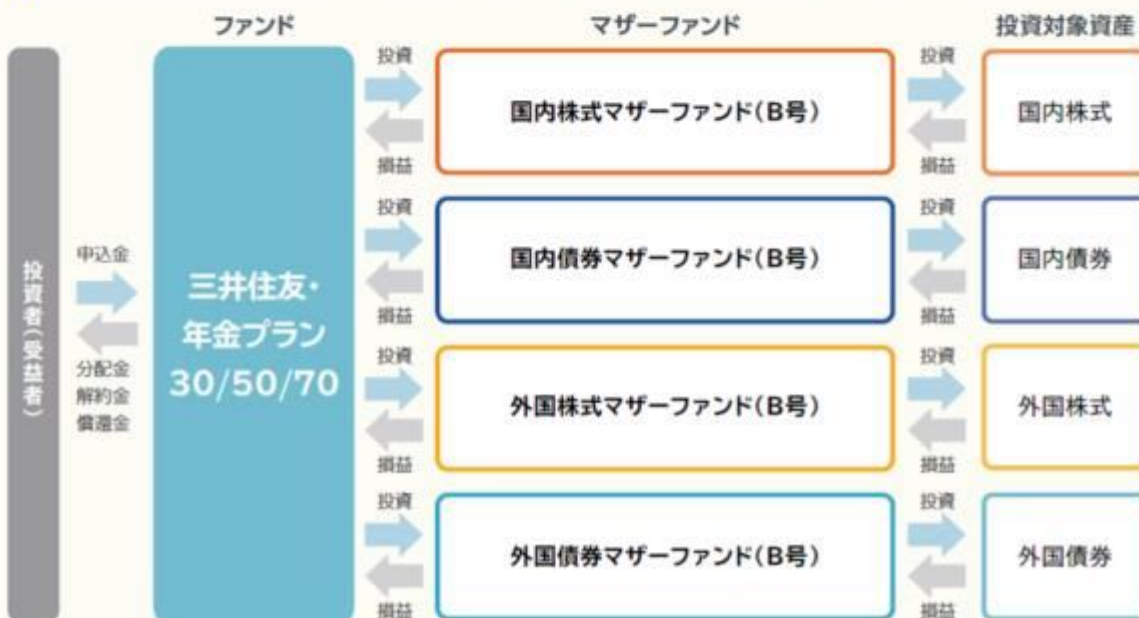 ファンド
マザーファンド
投資対象資産
投資者(受益者)
申込金
分配金
解約金
償還金
三井住友・
年金プラン
30/50/70
投資
損益
国内株式マザーファンド(B号)
投資
損益
国内株式
投資
損益
国内債券マザーファンド(B号)
投資
損益
国内債券
投資
損益
外国株式マザーファンド(B号)
投資
損益
外国株式
投資
損益
外国債券マザーファンド(B号)
投資
損益
外国債券